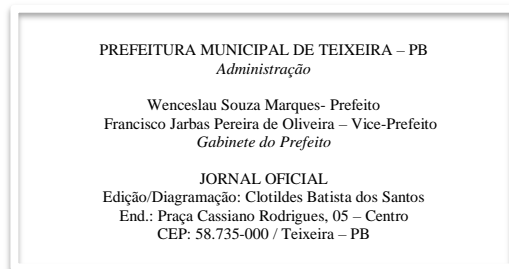 PREFEITURA MUNICIPAL DE TEIXEIRA – PB
Administração
Wenceslau Souza Marques- Prefeito
Francisco Jarbas Pereira de Oliveira – Vice-Prefeito
Gabinete do Prefeito
JORNAL OFICIAL
Edição/Diagramação: Clotildes Batista dos Santos
End.: Praça Cassiano Rodrigues, 05 – Centro
CEP: 58.735-000 / Teixeira – PB